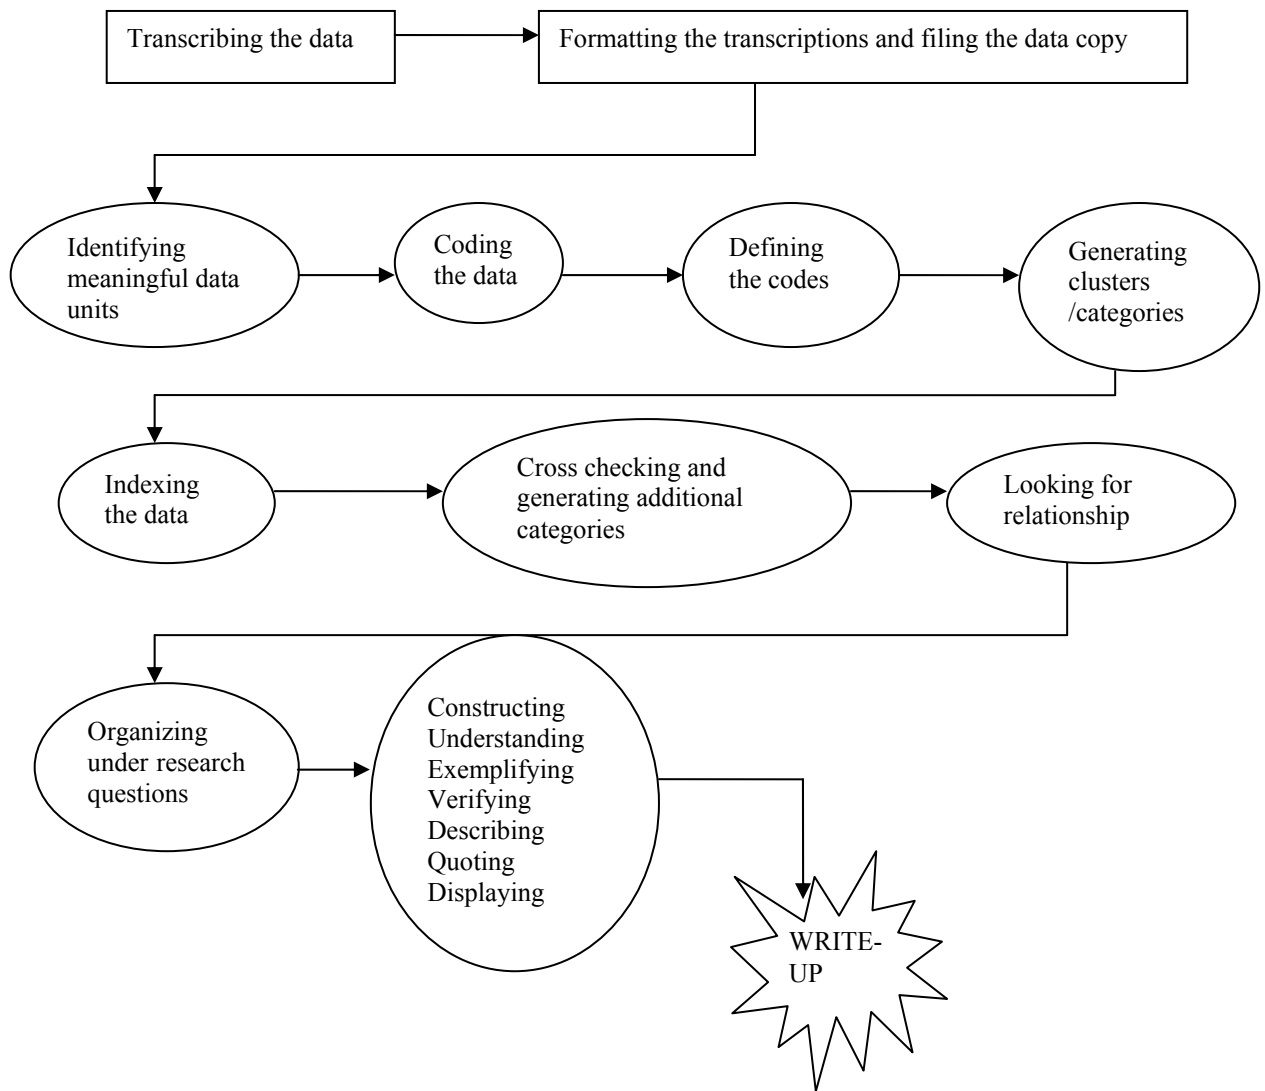 Transcribing the data
Formatting the transcriptions and filing the data copy
Identifying
meaningful data
units
Coding
the data
Defining
the codes
Generating
clusters
/categories
Indexing
the data
Cross checking and
generating additional
categories
Looking for
relationship
Organizing
under research
questions
Constructing
Understanding
Exemplifying
Verifying
Describing
Quoting
Displaying
WRITE-
UP